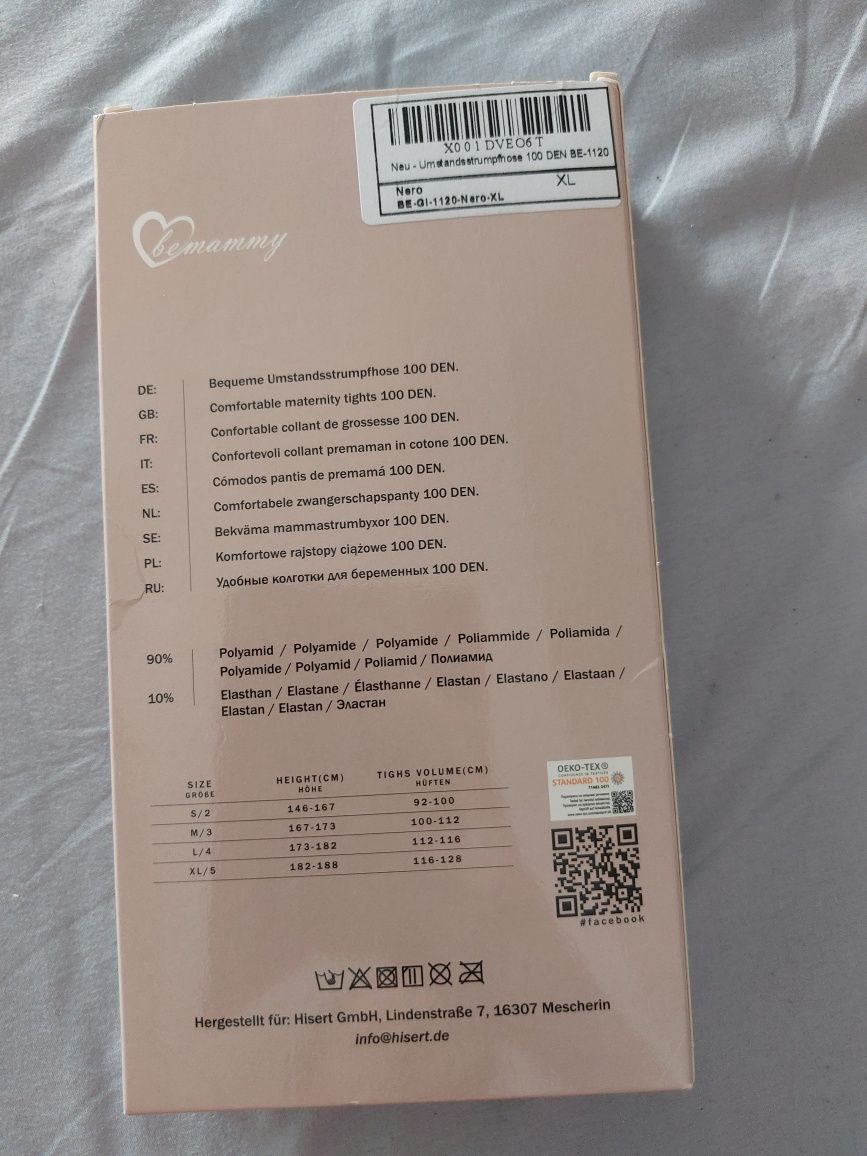 X001DVEO6T
Neu - Umstandsstrumpfhose 100 DEN BE-1120
Nero XL
BE-GI-1120-Nero-XL
bemammy
DE: Bequeme Umstandsstrumpfhose 100 DEN.
GB: Comfortable maternity tights 100 DEN.
FR: Confortable collant de grossesse 100 DEN.
IT: Confortevoli collant premaman in cotone 100 DEN.
ES: Cómodos pantis de premamá 100 DEN.
NL: Comfortabele zwangerschapspanty 100 DEN.
SE: Bekväma mammastrumbyxor 100 DEN.
PL: Komfortowe rajstopy ciążowe 100 DEN.
RU: Удобные колготки для беременных 100 DEN.
90% Polyamid / Polyamide / Polyamide / Poliammide / Poliamida /
Polyamide / Polyamid / Poliamid / Полиамид
10% Elasthan / Elastane / Élasthanne / Elastan / Elastano / Elastaan /
Elastan / Elastan / Эластан
SIZE HEIGHT(CM) TIGHS VOLUME(CM)
GRÖßE HÖHE HÜFTEN
S/2 146-167 92-100
M/3 167-173 100-112
L/4 173-182 112-116
XL/5 182-188 116-128
OEKO-TEX®
CONFIDENCE IN TEXTILES
STANDARD 100
#facebook
Hergestellt für: Hisert GmbH, Lindenstraße 7, 16307 Mescherin
info@hisert.de